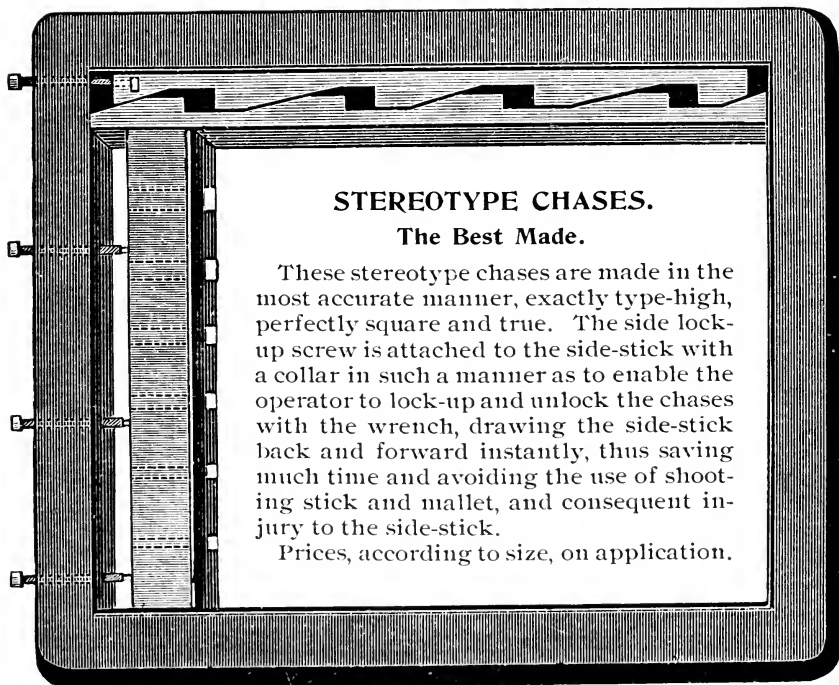 STEREOTYPE CHASES.
The Best Made.
These stereotype chases are made in the
most accurate manner, exactly type-high,
perfectly square and true. The side lock-
up screw is attached to the side-stick with
a collar in such a manner as to enable the
operator to lock-up and unlock the chases
with the wrench, drawing the side-stick
back and forward instantly, thus saving
much time and avoiding the use of shoot-
ing stick and mallet, and consequent in-
jury to the side-stick.
Prices, according to size, on application.